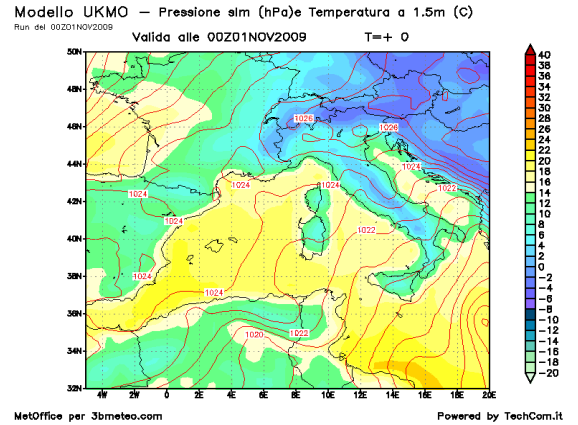 Modello UKMO — Pressione slm (hPa)e Temperatura a 1.5m (C)
Run del 00Z01NOV2009
Valida alle 00Z01NOV2009 T=+ 0
50N
48N
46N
44N
42N
40N
38N
36N
34N
32N
4W 2W 0 2E 4E 6E 8E 10E 12E 14E 16E 18E 20E
1026
1026
1024
1024
1024
1024
1022
1024
1022
1024
1024
1022
1020
40
38
36
34
32
30
28
26
24
22
20
18
16
14
12
10
8
6
4
2
0
−2
−4
−6
−8
−10
−12
−14
−16
−18
−20
MetOffice per 3bmeteo.com
Powered by TechCom.it